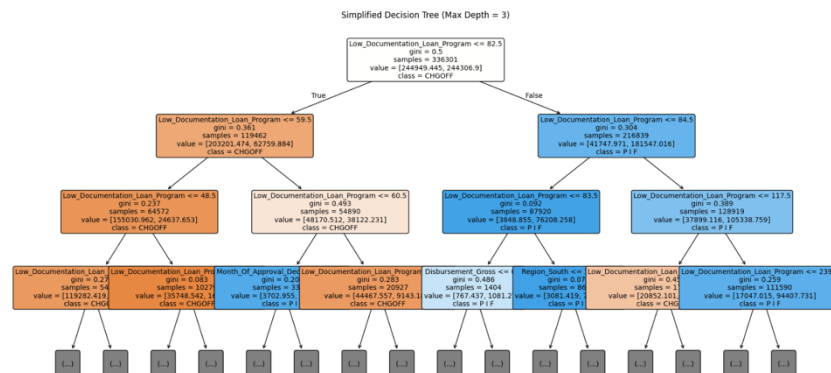 Simplified Decision Tree (Max Depth = 3)
Low_Documentation_Loan_Program <= 82.5
gini = 0.5
samples = 336301
value = [244949.445, 244306.9]
class = CHGOFF
True
False
Low_Documentation_Loan_Program <= 59.5
gini = 0.361
samples = 119462
value = [203201.474, 62759.884]
class = CHGOFF
Low_Documentation_Loan_Program <= 84.5
gini = 0.304
samples = 216839
value = [41747.971, 181547.016]
class = P I F
Low_Documentation_Loan_Program <= 48.5
gini = 0.237
samples = 64572
value = [155030.962, 24637.653]
class = CHGOFF
Low_Documentation_Loan_Program <= 60.5
gini = 0.493
samples = 54890
value = [48170.512, 38122.231]
class = CHGOFF
Low_Documentation_Loan_Program <= 83.5
gini = 0.092
samples = 87920
value = [3848.855, 76208.258]
class = P I F
Low_Documentation_Loan_Program <= 117.5
gini = 0.389
samples = 128919
value = [37899.116, 105338.759]
class = P I F
Low_Documentation_Loan_
gini = 0.27
samples = 54
value = [119282.419,
class = CHG
Low_Documentation_Loan_
gini = 0.083
samples = 1027
value = [35748.542,
class = CHGOFF
Month_Of_Approval_Dec
gini = 0.20
samples = 33
value = [3702.955,
class = P I
Low_Documentation_Loan_Program
gini = 0.283
samples = 20927
value = [44467.557, 9143.
class = CHGOFF
Disbursement_Gross <=
gini = 0.486
samples = 1404
value = [767.437, 1081.2
class = P I F
Region_South <=
gini = 0.07
samples = 86
value = [3081.419,
class = P I F
Low_Documentation_Loan_
gini = 0.4
samples = 1
value = [20852.101,
class = CHG
Low_Documentation_Loan_Program <= 239
gini = 0.259
samples = 111590
value = [17047.015, 94407.731]
class = P I F
(...) (...) (...) (...) (...) (...) (...) (...) (...) (...) (...) (...) (...) (...) (...) (...)